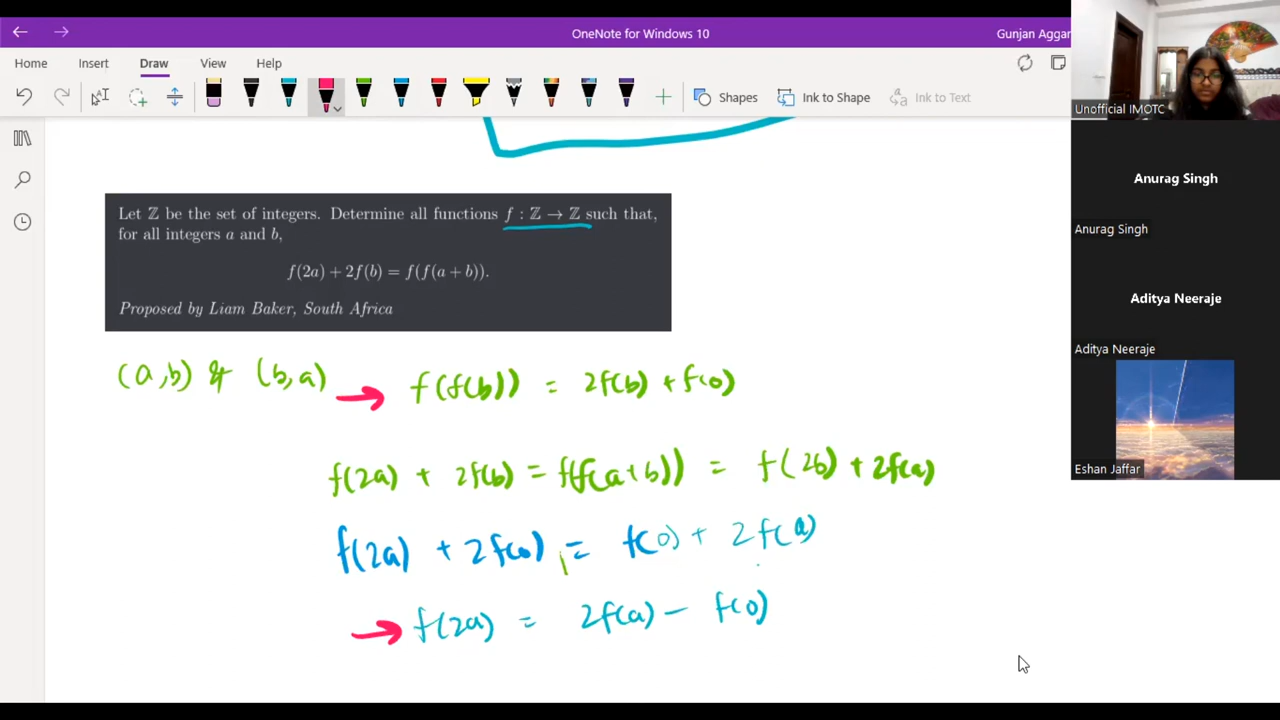 OneNote for Windows 10
Gunjan Aggar
Home Insert Draw View Help
Shapes Ink to Shape Ink to Text
Let ℤ be the set of integers. Determine all functions f : ℤ → ℤ such that,
for all integers a and b,
f(2a) + 2f(b) = f(f(a + b)).
Proposed by Liam Baker, South Africa
(a,b) & (b,a) → f(f(b)) = 2f(b) + f(0)
f(2a) + 2f(b) = f(f(a+b)) = f(2b) + 2f(a)
f(2a) + 2f(0) = f(0) + 2f(a)
→ f(2a) = 2f(a) − f(0)
Unofficial IMOTC
Anurag Singh
Anurag Singh
Aditya Neeraje
Aditya Neeraje
Eshan Jaffar